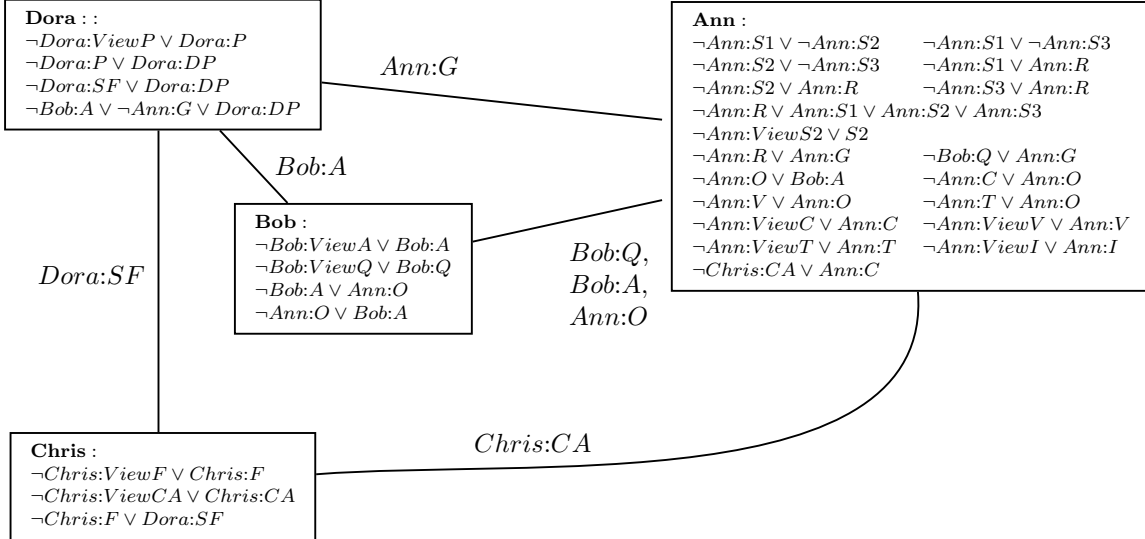 Dora : :
¬Dora:ViewP ∨ Dora:P
¬Dora:P ∨ Dora:DP
¬Dora:SF ∨ Dora:DP
¬Bob:A ∨ ¬Ann:G ∨ Dora:DP
Ann:G
Ann :
¬Ann:S1 ∨ ¬Ann:S2 ¬Ann:S1 ∨ ¬Ann:S3
¬Ann:S2 ∨ ¬Ann:S3 ¬Ann:S1 ∨ Ann:R
¬Ann:S2 ∨ Ann:R ¬Ann:S3 ∨ Ann:R
¬Ann:R ∨ Ann:S1 ∨ Ann:S2 ∨ Ann:S3
¬Ann:ViewS2 ∨ S2
¬Ann:R ∨ Ann:G ¬Bob:Q ∨ Ann:G
¬Ann:O ∨ Bob:A ¬Ann:C ∨ Ann:O
¬Ann:V ∨ Ann:O ¬Ann:T ∨ Ann:O
¬Ann:ViewC ∨ Ann:C ¬Ann:ViewV ∨ Ann:V
¬Ann:ViewT ∨ Ann:T ¬Ann:ViewI ∨ Ann:I
¬Chris:CA ∨ Ann:C
Bob:A
Bob :
¬Bob:ViewA ∨ Bob:A
¬Bob:ViewQ ∨ Bob:Q
¬Bob:A ∨ Ann:O
¬Ann:O ∨ Bob:A
Bob:Q,
Bob:A,
Ann:O
Dora:SF
Chris :
¬Chris:ViewF ∨ Chris:F
¬Chris:ViewCA ∨ Chris:CA
¬Chris:F ∨ Dora:SF
Chris:CA